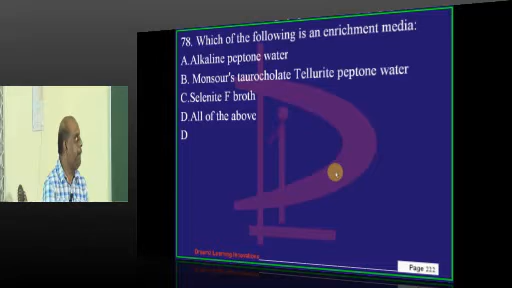 78. Which of the following is an enrichment media:
A.Alkaline peptone water
B. Monsour's taurocholate Tellurite peptone water
C.Selenite F broth
D.All of the above
D
Page 222